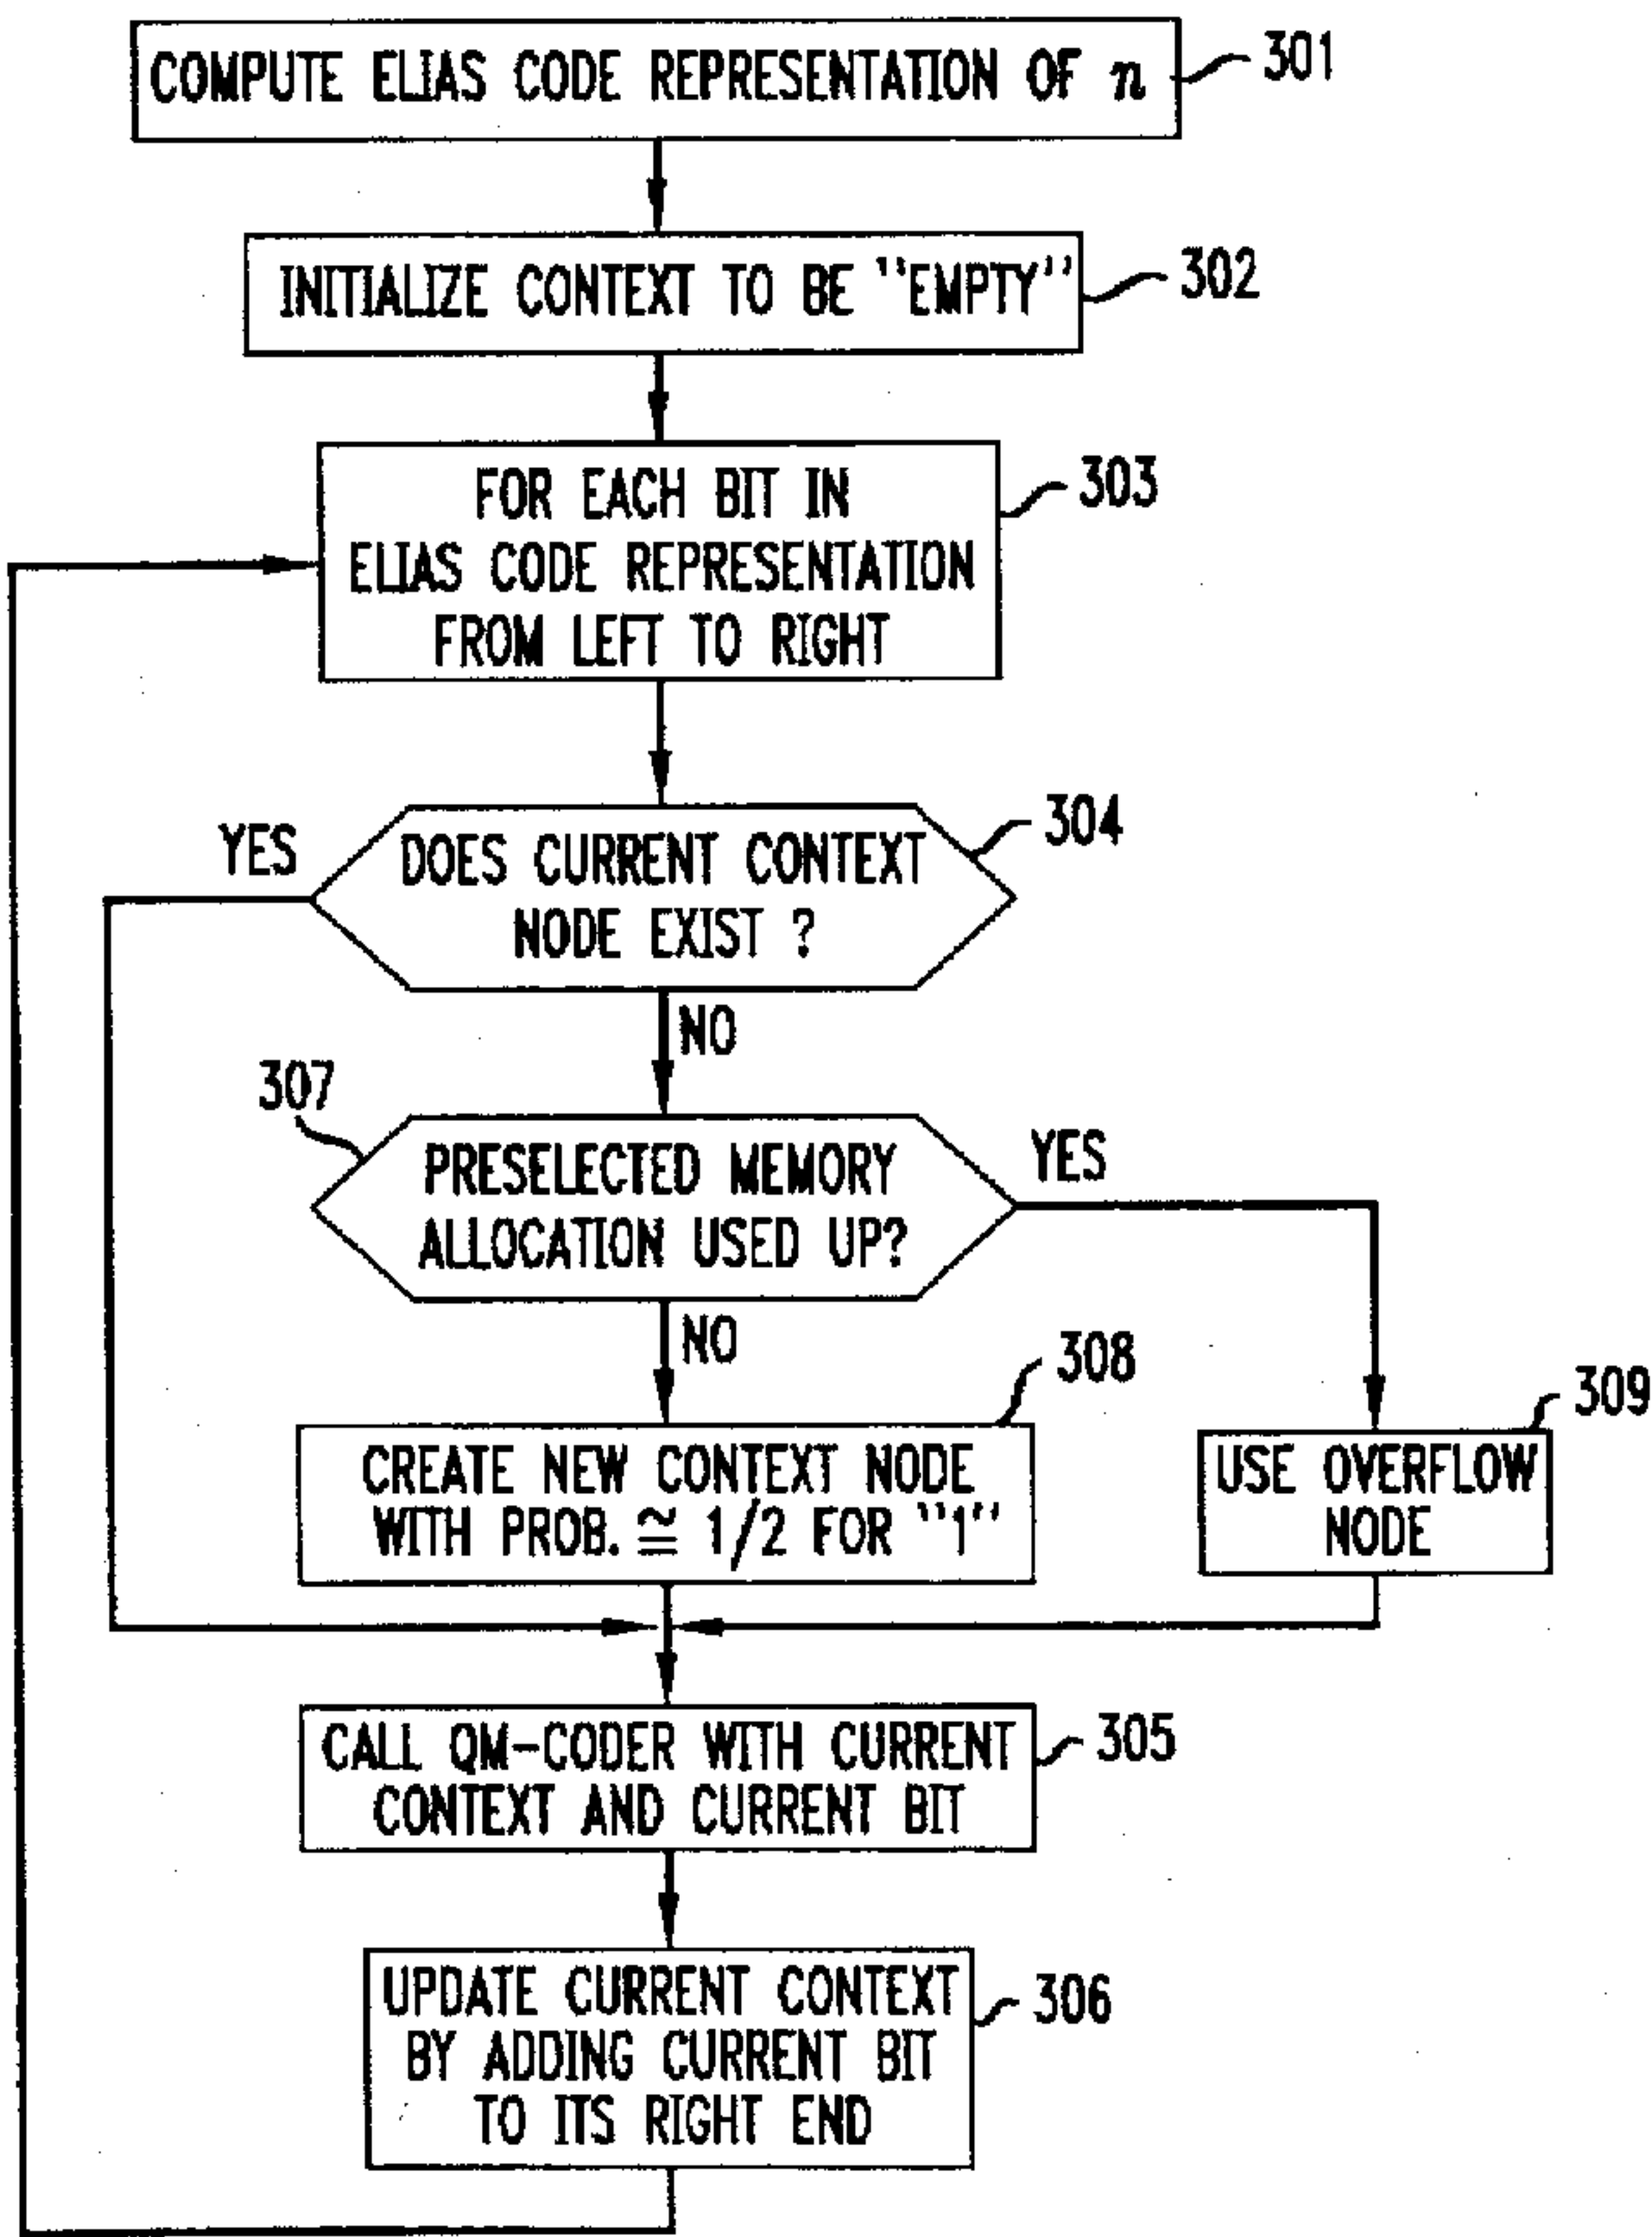 COMPUTE ELIAS CODE REPRESENTATION OF n
301
INITIALIZE CONTEXT TO BE "EMPTY"
302
FOR EACH BIT IN
ELIAS CODE REPRESENTATION
FROM LEFT TO RIGHT
303
YES
DOES CURRENT CONTEXT
NODE EXIST ?
304
NO
307
PRESELECTED MEMORY
ALLOCATION USED UP?
YES
NO
308
CREATE NEW CONTEXT NODE
WITH PROB. ≅ 1/2 FOR "1"
309
USE OVERFLOW
NODE
CALL QM-CODER WITH CURRENT
CONTEXT AND CURRENT BIT
305
UPDATE CURRENT CONTEXT
BY ADDING CURRENT BIT
TO ITS RIGHT END
306